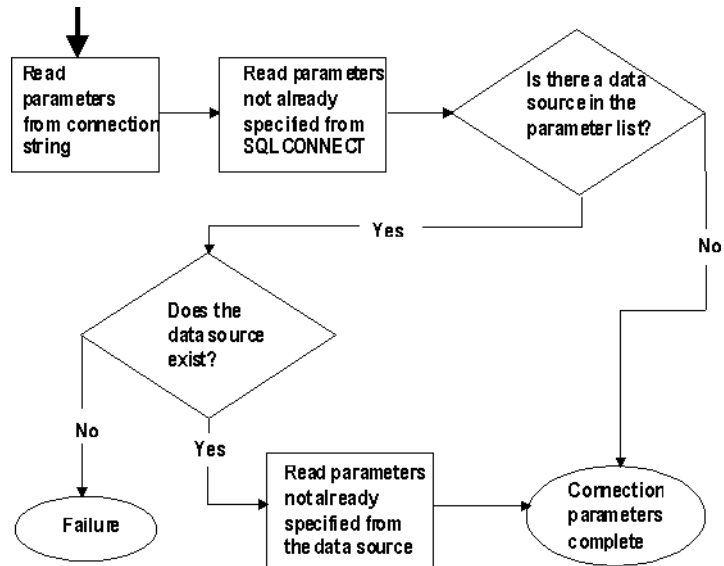 Read
parameters
from connection
string
Read parameters
not already
specified from
SQLCONNECT
Is there a data
source in the
parameter list?
Yes
No
Does the
data source
exist?
No
Yes
Failure
Read parameters
not already
specified from
the data source
Connection
parameters
complete